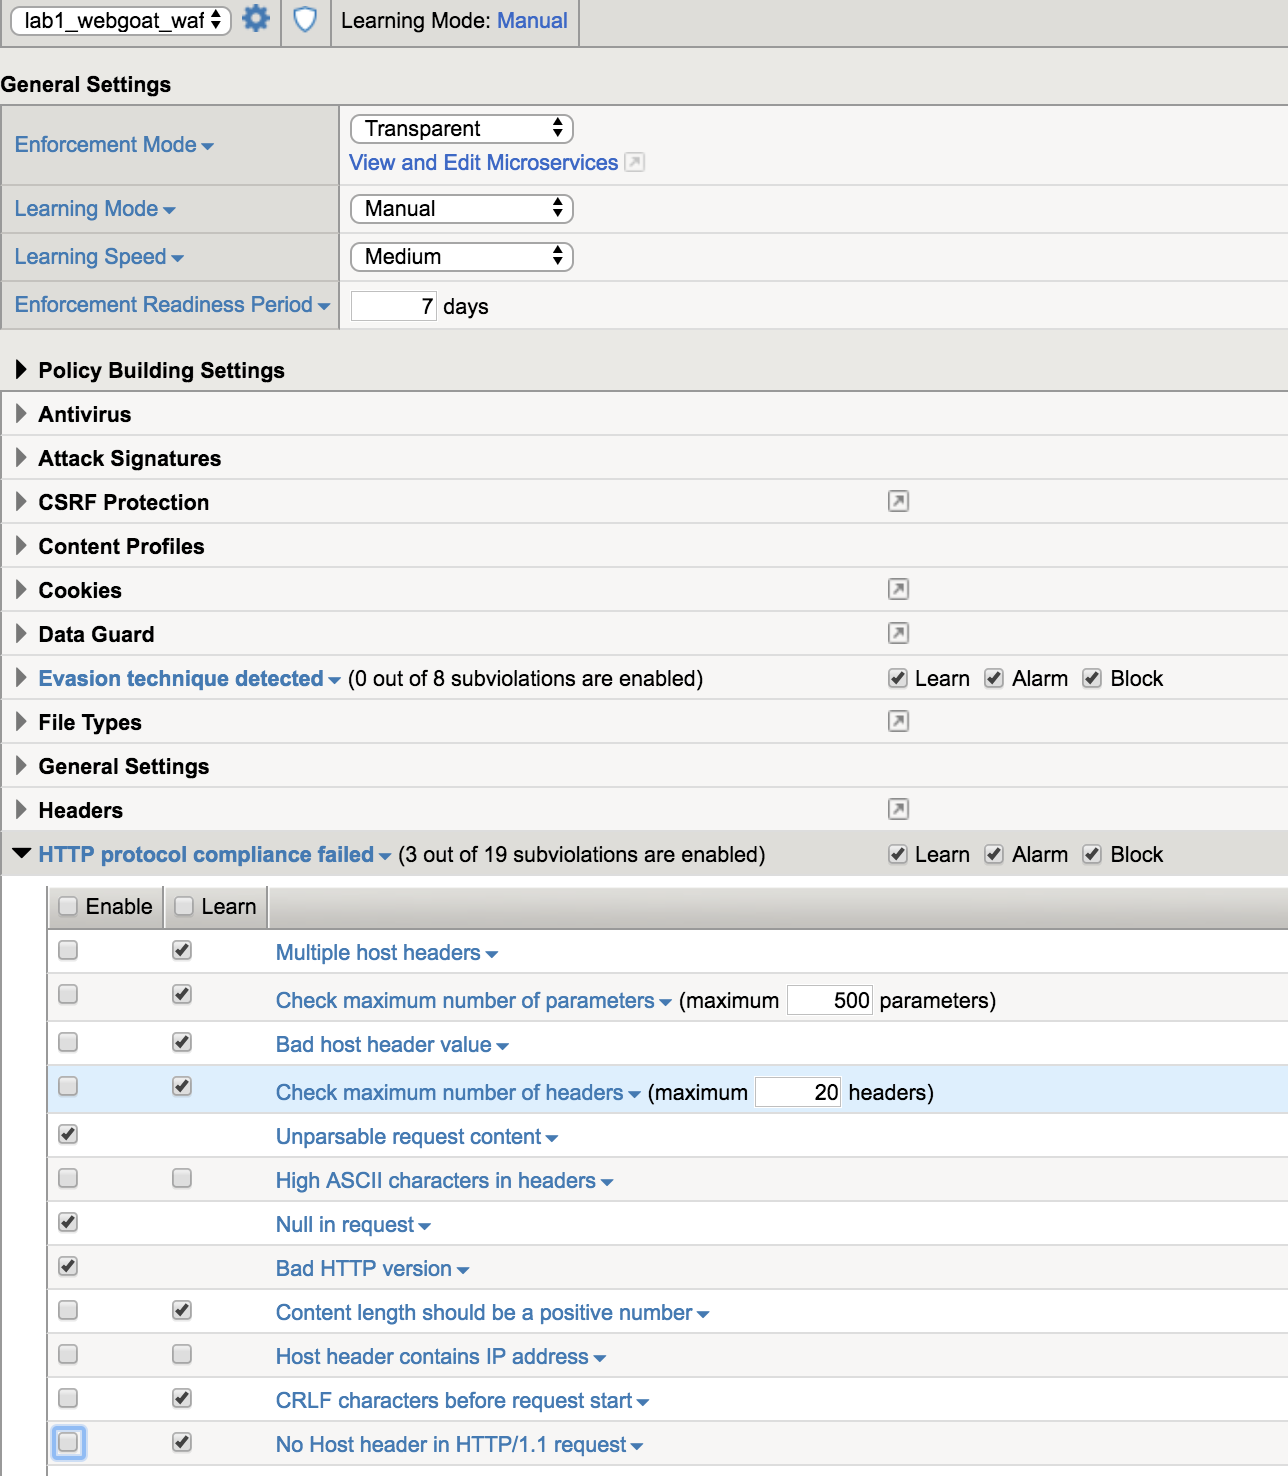 lab1_webgoat_waf Learning Mode: Manual
General Settings
Enforcement Mode Transparent
View and Edit Microservices
Learning Mode Manual
Learning Speed Medium
Enforcement Readiness Period 7 days
Policy Building Settings
Antivirus
Attack Signatures
CSRF Protection
Content Profiles
Cookies
Data Guard
Evasion technique detected (0 out of 8 subviolations are enabled) Learn Alarm Block
File Types
General Settings
Headers
HTTP protocol compliance failed (3 out of 19 subviolations are enabled) Learn Alarm Block
Enable Learn
Multiple host headers
Check maximum number of parameters (maximum 500 parameters)
Bad host header value
Check maximum number of headers (maximum 20 headers)
Unparsable request content
High ASCII characters in headers
Null in request
Bad HTTP version
Content length should be a positive number
Host header contains IP address
CRLF characters before request start
No Host header in HTTP/1.1 request